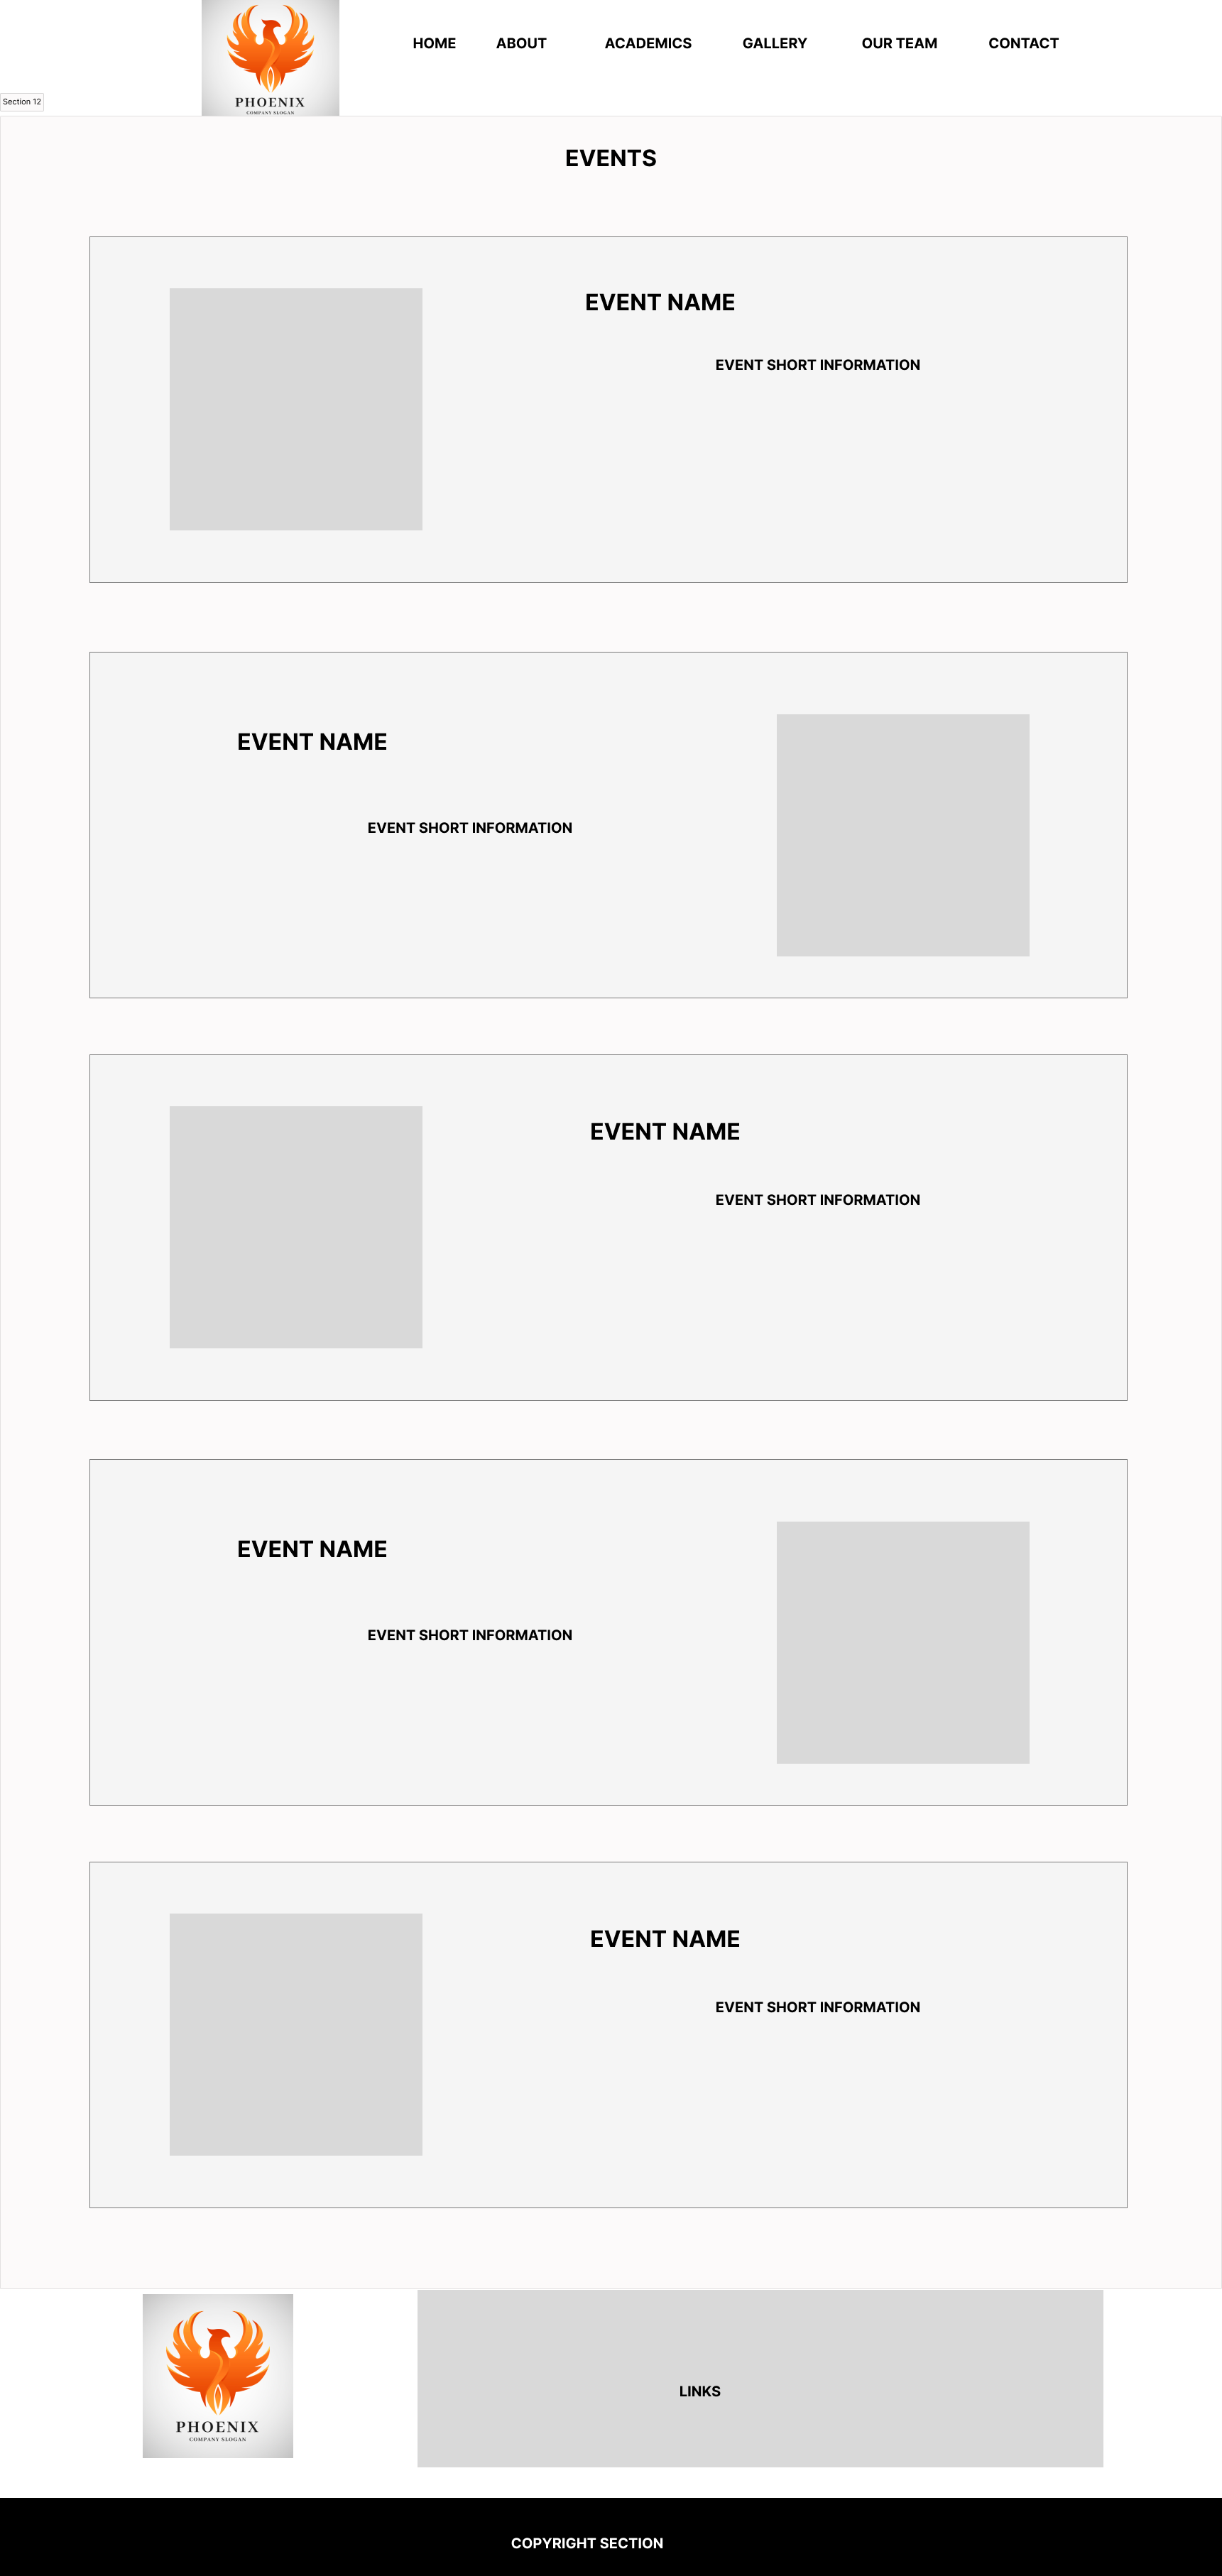 PHOENIX
COMPANY SLOGAN
HOME ABOUT ACADEMICS GALLERY OUR TEAM CONTACT
Section 12
EVENTS
EVENT NAME
EVENT SHORT INFORMATION
EVENT NAME
EVENT SHORT INFORMATION
EVENT NAME
EVENT SHORT INFORMATION
EVENT NAME
EVENT SHORT INFORMATION
EVENT NAME
EVENT SHORT INFORMATION
PHOENIX
COMPANY SLOGAN
LINKS
COPYRIGHT SECTION